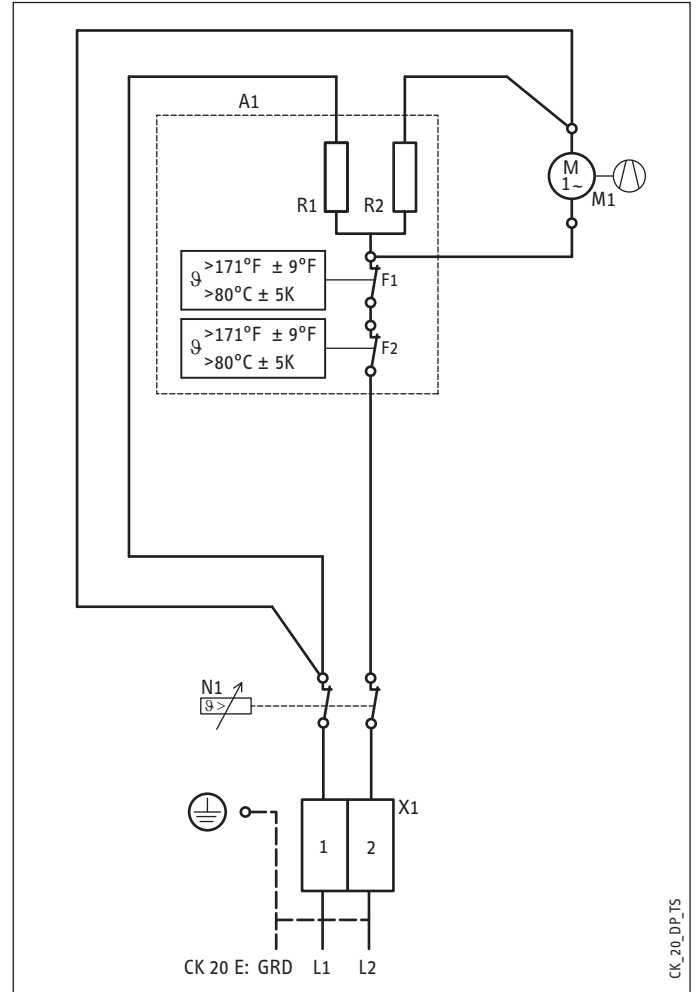 A1
M
1~
M1
R1
R2
ϑ
>171°F ± 9°F
>80°C ± 5K
F1
ϑ
>171°F ± 9°F
>80°C ± 5K
F2
N1
ϑ>
X1
1
2
CK 20 E: GRD L1 L2
CK_20_DP_TS